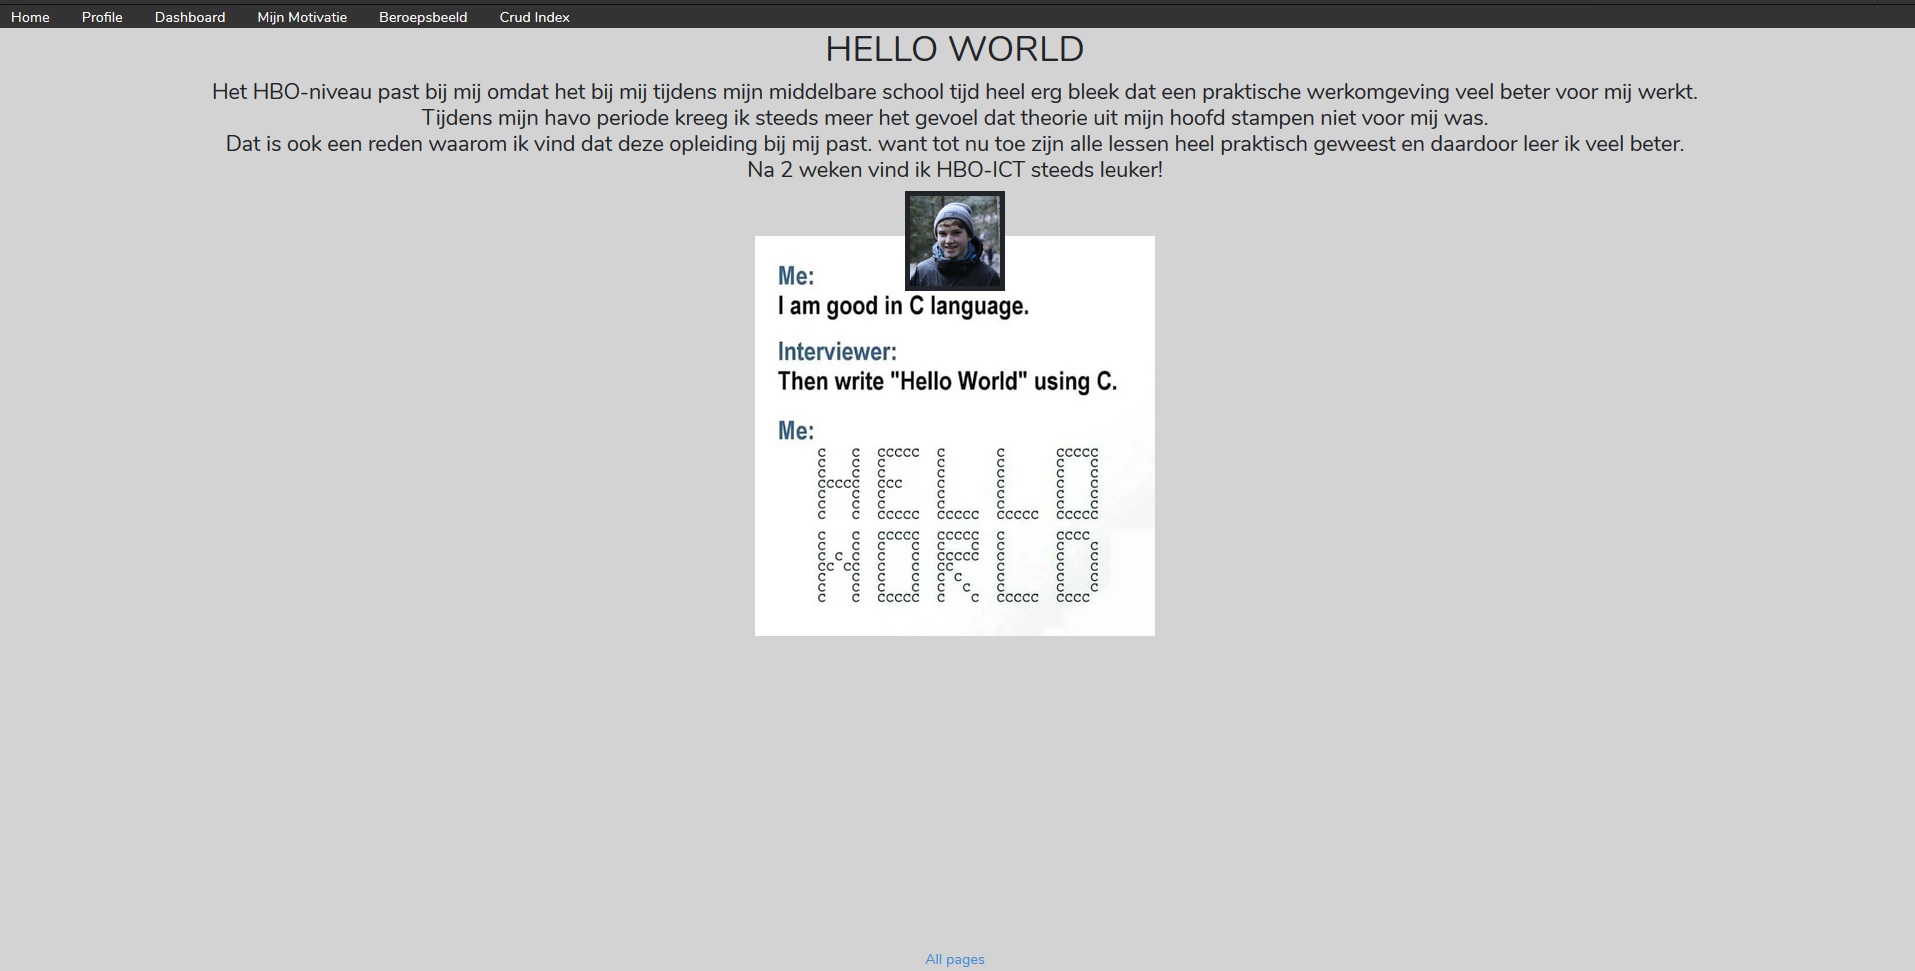 Home Profile Dashboard Mijn Motivatie Beroepsbeeld Crud Index
HELLO WORLD
Het HBO-niveau past bij mij omdat het bij mij tijdens mijn middelbare school tijd heel erg bleek dat een praktische werkomgeving veel beter voor mij werkt.
Tijdens mijn havo periode kreeg ik steeds meer het gevoel dat theorie uit mijn hoofd stampen niet voor mij was.
Dat is ook een reden waarom ik vind dat deze opleiding bij mij past. want tot nu toe zijn alle lessen heel praktisch geweest en daardoor leer ik veel beter.
Na 2 weken vind ik HBO-ICT steeds leuker!
Me:
I am good in C language.
Interviewer:
Then write "Hello World" using C.
Me:
HELLO
WORLD
All pages